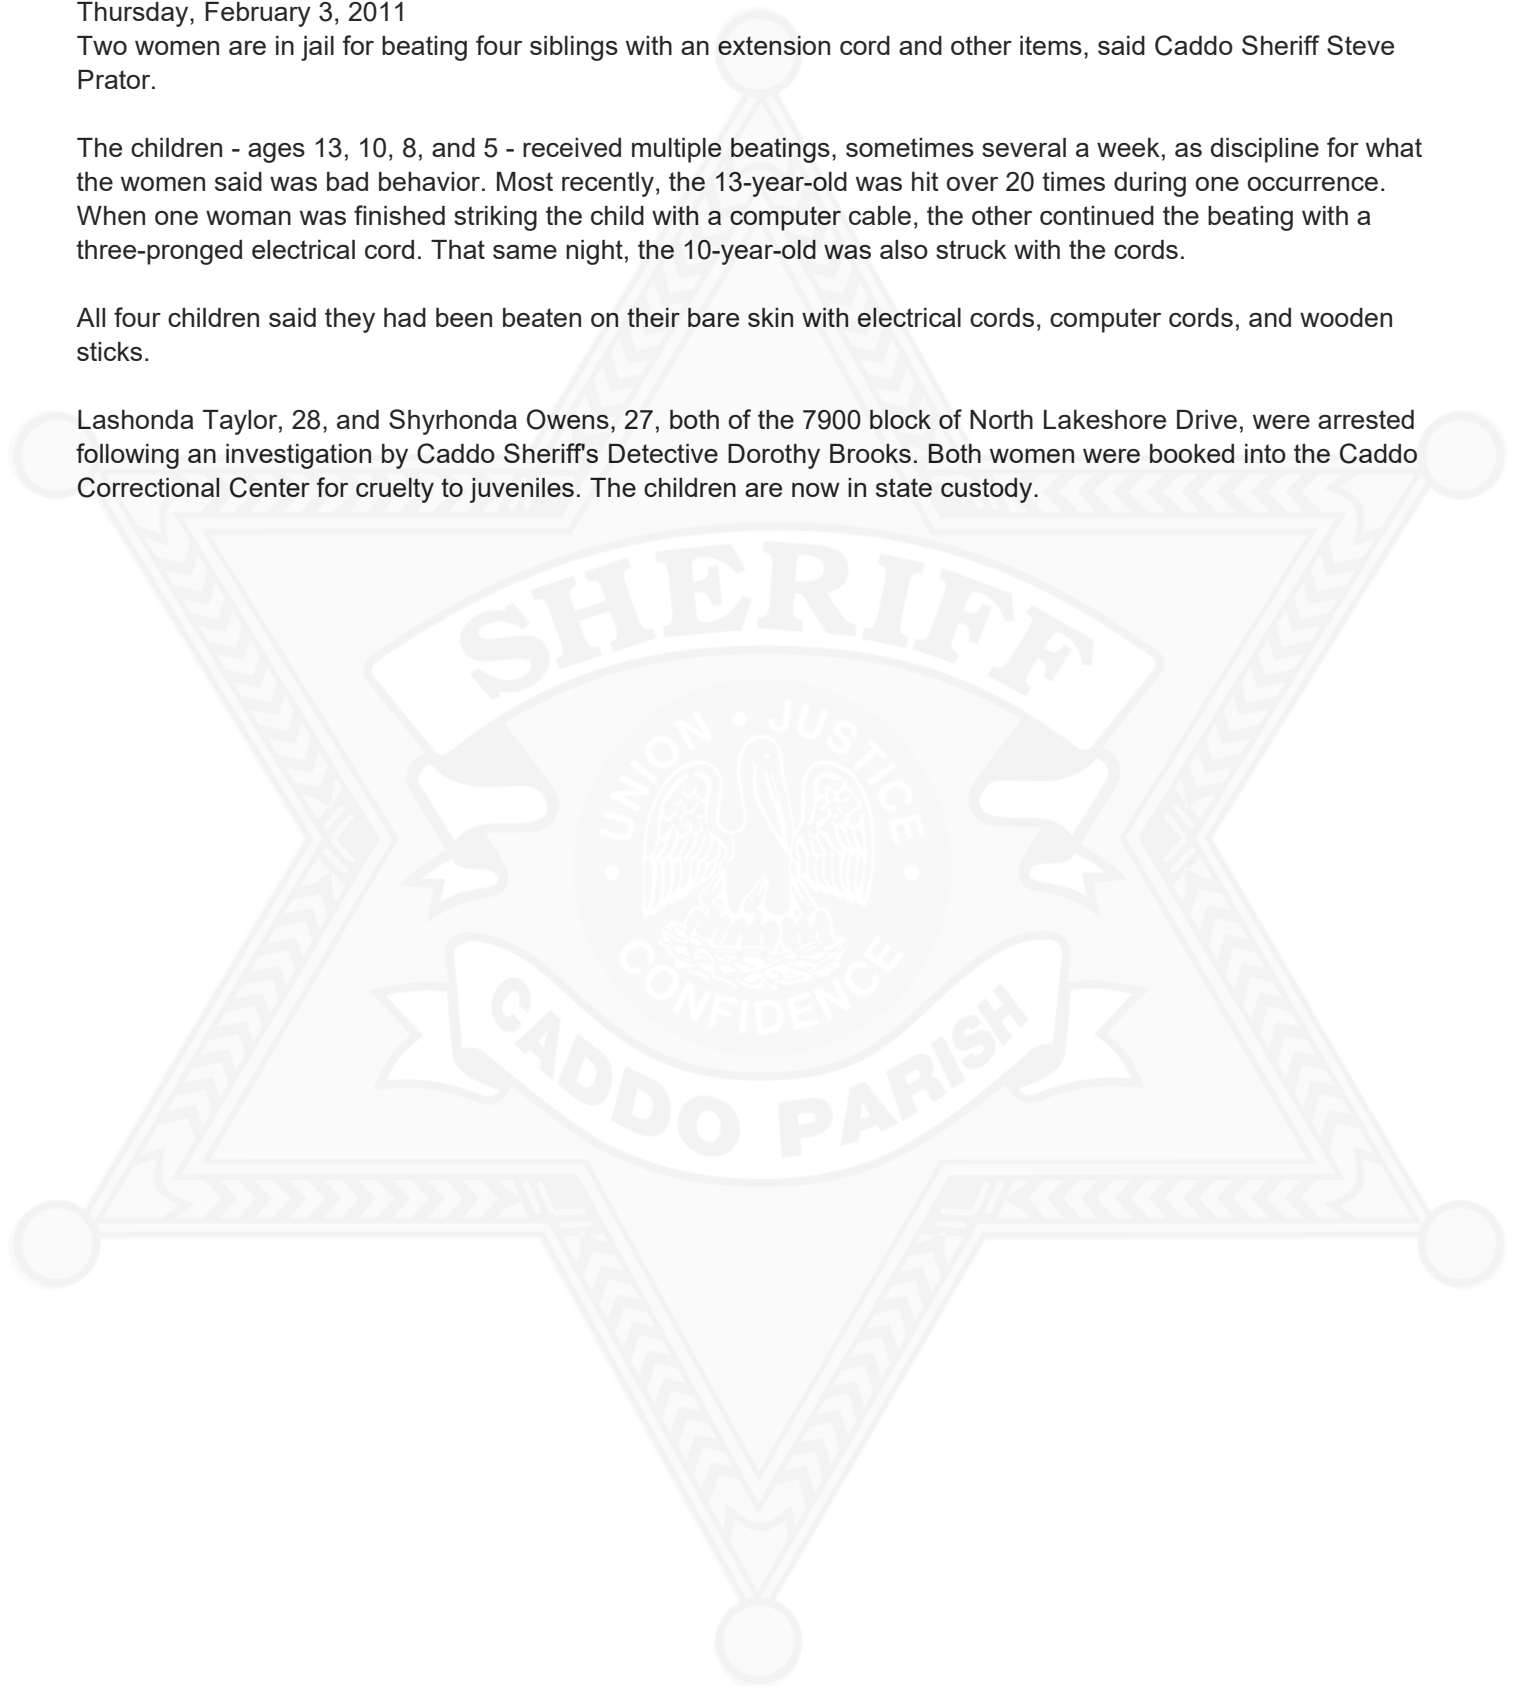 Thursday, February 3, 2011
Two women are in jail for beating four siblings with an extension cord and other items, said Caddo Sheriff Steve
Prator.
The children - ages 13, 10, 8, and 5 - received multiple beatings, sometimes several a week, as discipline for what
the women said was bad behavior. Most recently, the 13-year-old was hit over 20 times during one occurrence.
When one woman was finished striking the child with a computer cable, the other continued the beating with a
three-pronged electrical cord. That same night, the 10-year-old was also struck with the cords.
All four children said they had been beaten on their bare skin with electrical cords, computer cords, and wooden
sticks.
Lashonda Taylor, 28, and Shyrhonda Owens, 27, both of the 7900 block of North Lakeshore Drive, were arrested
following an investigation by Caddo Sheriff's Detective Dorothy Brooks. Both women were booked into the Caddo
Correctional Center for cruelty to juveniles. The children are now in state custody.
SHERIFF
UNION • JUSTICE
• CONFIDENCE •
CADDO PARISH